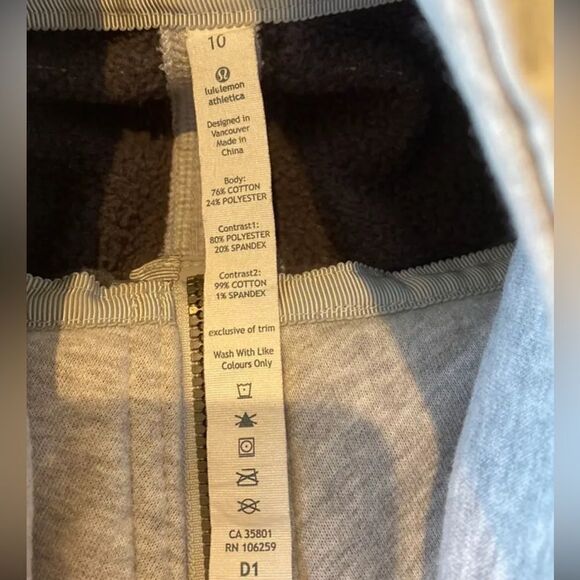 10
lululemon
athletica
Designed in
Vancouver
Made in
China
Body:
76% COTTON
24% POLYESTER
Contrast1:
80% POLYESTER
20% SPANDEX
Contrast2:
99% COTTON
1% SPANDEX
exclusive of trim
Wash With Like
Colours Only
CA 35801
RN 106259
D1